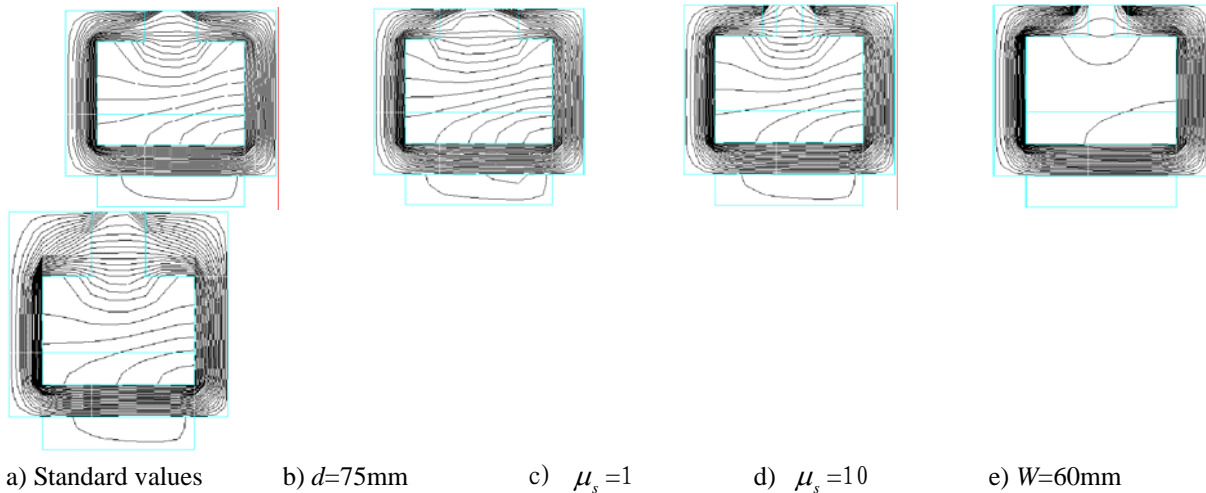 a) Standard values b) d=75mm c) μs=1 d) μs=10 e) W=60mm